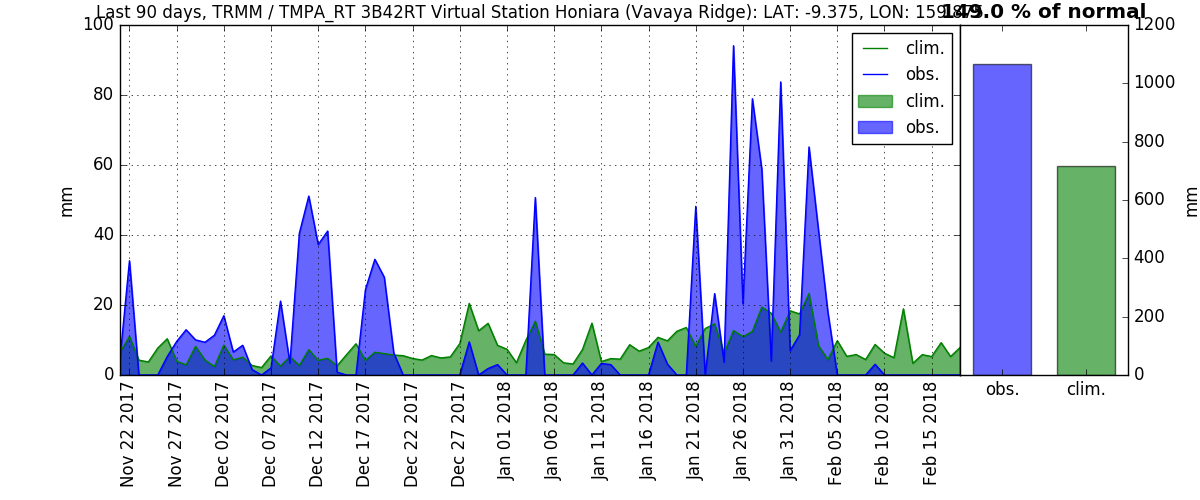 Last 90 days, TRMM / TMPA_RT 3B42RT Virtual Station Honiara (Vavaya Ridge): LAT: -9.375, LON:
149.0 % of normal
100
80
60
40
20
0
mm
clim.
obs.
clim.
obs.
Nov 22 2017
Nov 27 2017
Dec 02 2017
Dec 07 2017
Dec 12 2017
Dec 17 2017
Dec 22 2017
Dec 27 2017
Jan 01 2018
Jan 06 2018
Jan 11 2018
Jan 16 2018
Jan 21 2018
Jan 26 2018
Jan 31 2018
Feb 05 2018
Feb 10 2018
Feb 15 2018
1200
1000
800
600
400
200
0
mm
obs.
clim.